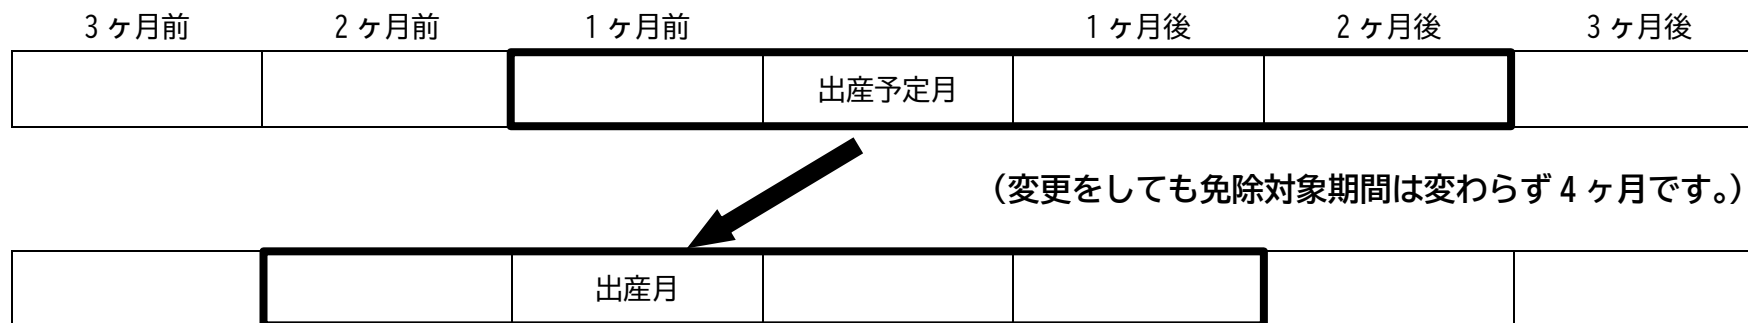 3ヶ月前 2ヶ月前 1ヶ月前 1ヶ月後 2ヶ月後 3ヶ月後
出産予定月
（変更をしても免除対象期間は変わらず4ヶ月です。）
出産月